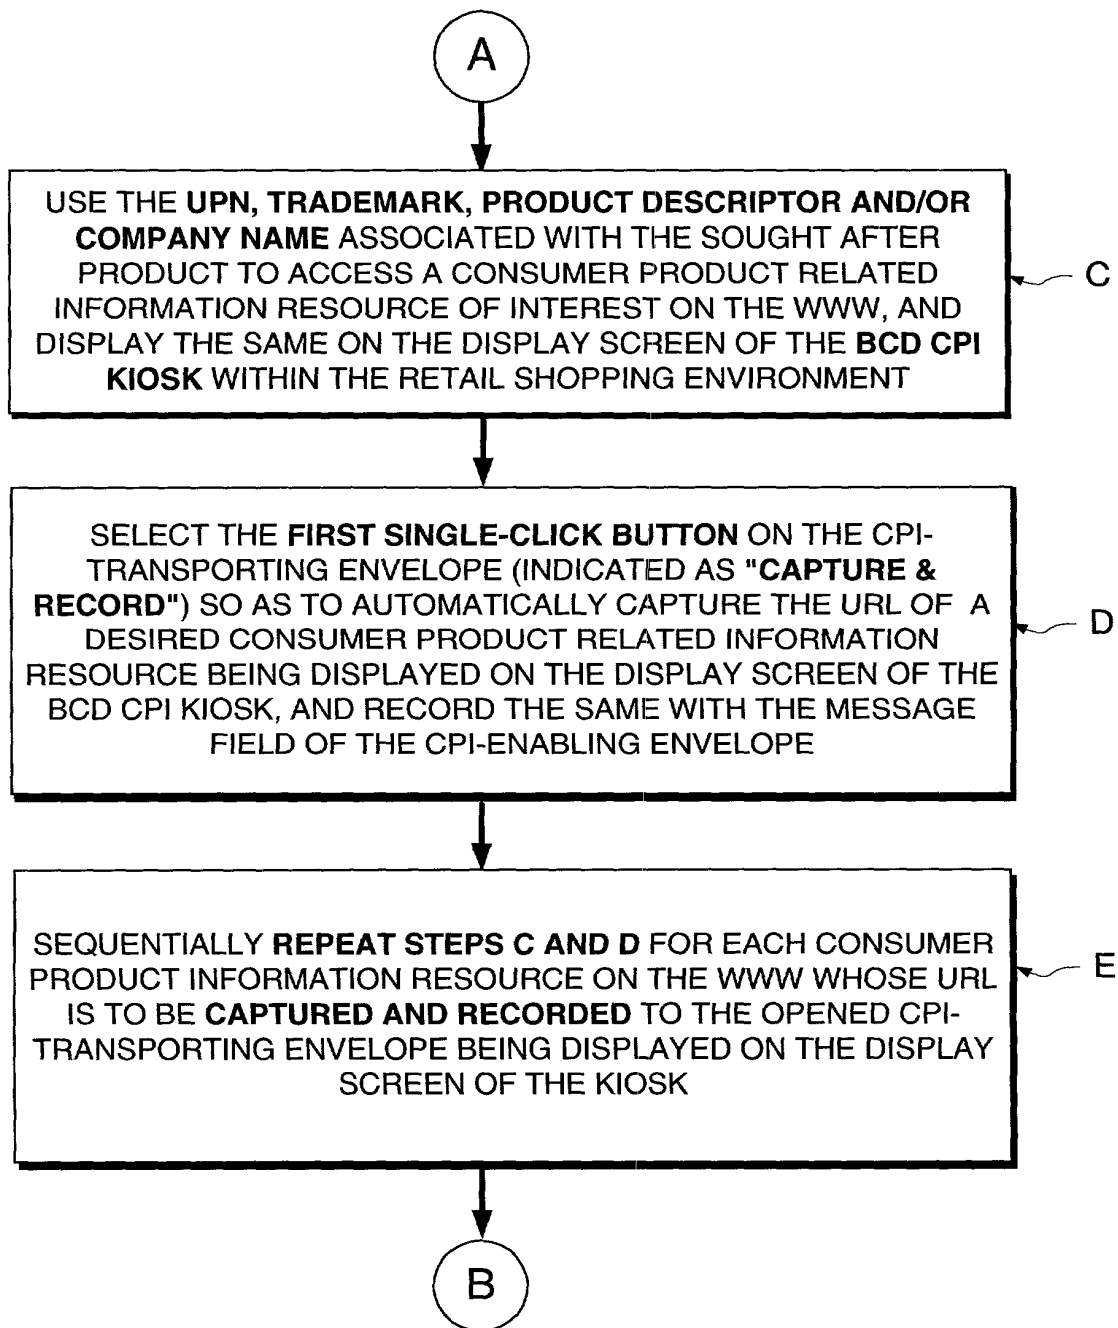 A
USE THE UPN, TRADEMARK, PRODUCT DESCRIPTOR AND/OR
COMPANY NAME ASSOCIATED WITH THE SOUGHT AFTER
PRODUCT TO ACCESS A CONSUMER PRODUCT RELATED
INFORMATION RESOURCE OF INTEREST ON THE WWW, AND
DISPLAY THE SAME ON THE DISPLAY SCREEN OF THE BCD CPI
KIOSK WITHIN THE RETAIL SHOPPING ENVIRONMENT
C
SELECT THE FIRST SINGLE-CLICK BUTTON ON THE CPI-
TRANSPORTING ENVELOPE (INDICATED AS "CAPTURE &
RECORD") SO AS TO AUTOMATICALLY CAPTURE THE URL OF A
DESIRED CONSUMER PRODUCT RELATED INFORMATION
RESOURCE BEING DISPLAYED ON THE DISPLAY SCREEN OF THE
BCD CPI KIOSK, AND RECORD THE SAME WITH THE MESSAGE
FIELD OF THE CPI-ENABLING ENVELOPE
D
SEQUENTIALLY REPEAT STEPS C AND D FOR EACH CONSUMER
PRODUCT INFORMATION RESOURCE ON THE WWW WHOSE URL
IS TO BE CAPTURED AND RECORDED TO THE OPENED CPI-
TRANSPORTING ENVELOPE BEING DISPLAYED ON THE DISPLAY
SCREEN OF THE KIOSK
E
B